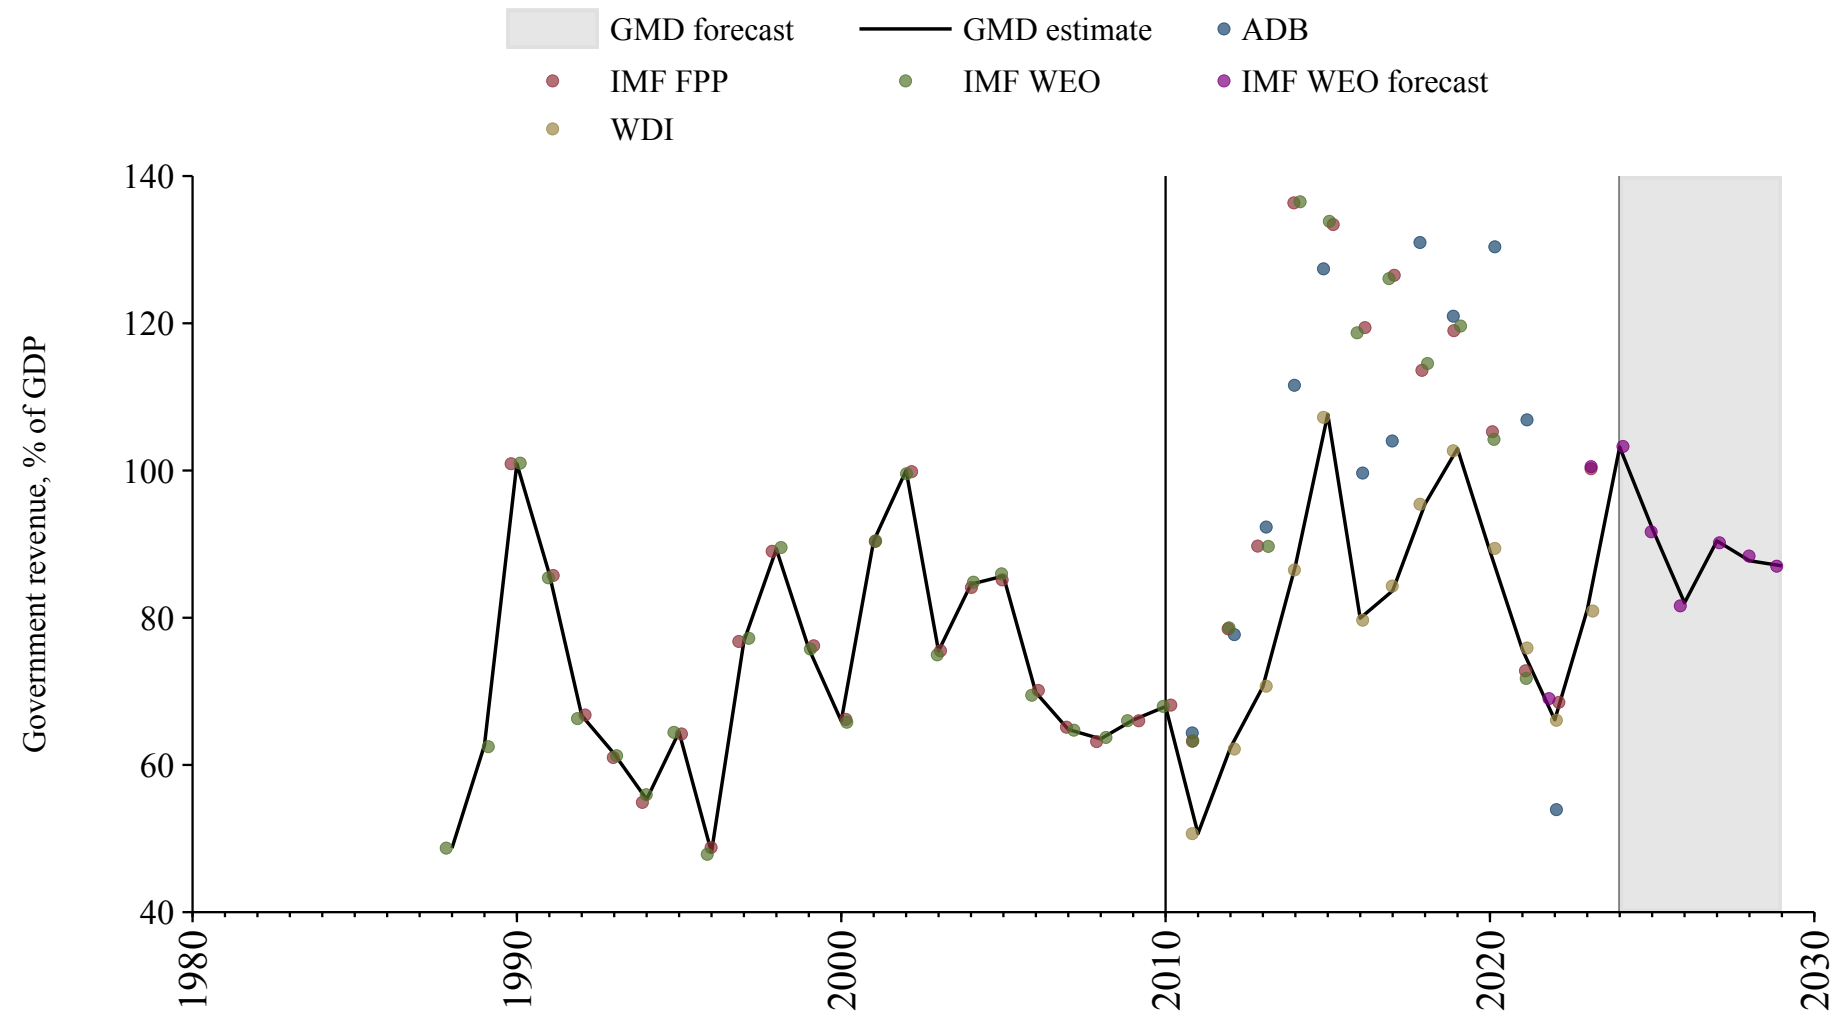 GMD forecast GMD estimate ADB
IMF FPP IMF WEO IMF WEO forecast
WDI
Government revenue, % of GDP
140
120
100
80
60
40
1980 1990 2000 2010 2020 2030